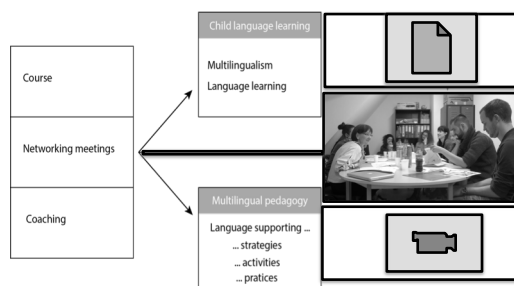 Course
Networking meetings
Coaching
Child language learning
Multilingualism
Language learning
Multilingual pedagogy
Language supporting ...
... strategies
... activities
... pratices